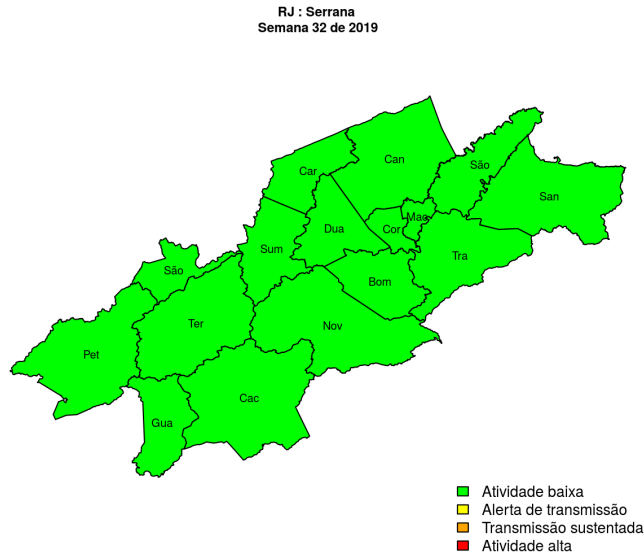 RJ : Serrana
Semana 32 de 2019
Can
São
Car
San
Mac
Dua
Cor
Sum
Tra
São
Bom
Ter
Nov
Pet
Cac
Gua
Atividade baixa
Alerta de transmissão
Transmissão sustentada
Atividade alta